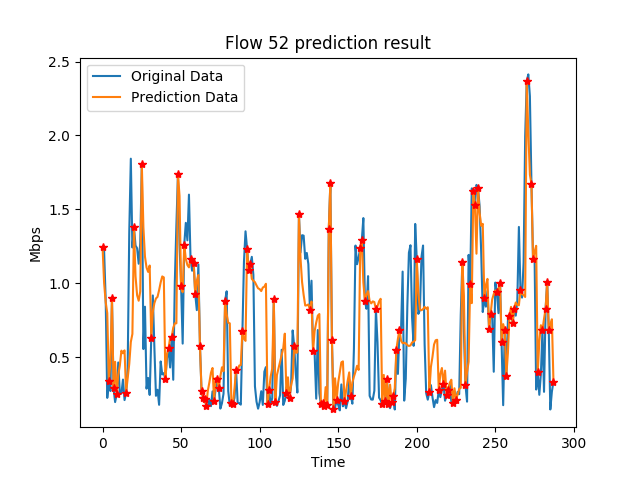 Flow 52 prediction result
Original Data
Prediction Data
Mbps
2.5
2.0
1.5
1.0
0.5
0 50 100 150 200 250 300
Time